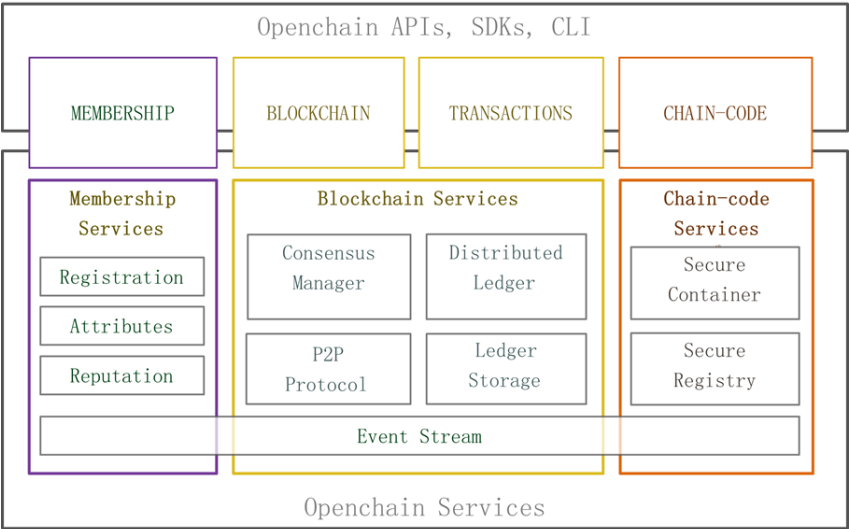 Openchain APIs, SDKs, CLI
MEMBERSHIP
BLOCKCHAIN
TRANSACTIONS
CHAIN-CODE
Membership
Services
Registration
Attributes
Reputation
Blockchain Services
Consensus
Manager
Distributed
Ledger
P2P
Protocol
Ledger
Storage
Chain-code
Services
Secure
Container
Secure
Registry
Event Stream
Openchain Services